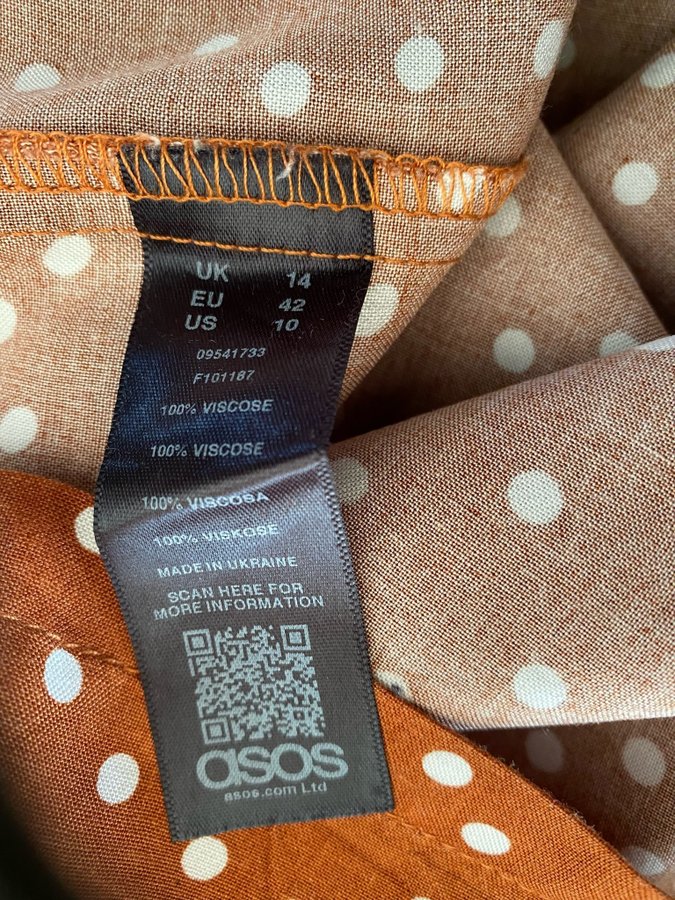 UK 14
EU 42
US 10
09541733
F101187
100% VISCOSE
100% VISCOSE
100% VISCOSA
100% VISKOSE
MADE IN UKRAINE
SCAN HERE FOR
MORE INFORMATION
asos
asos.com Ltd